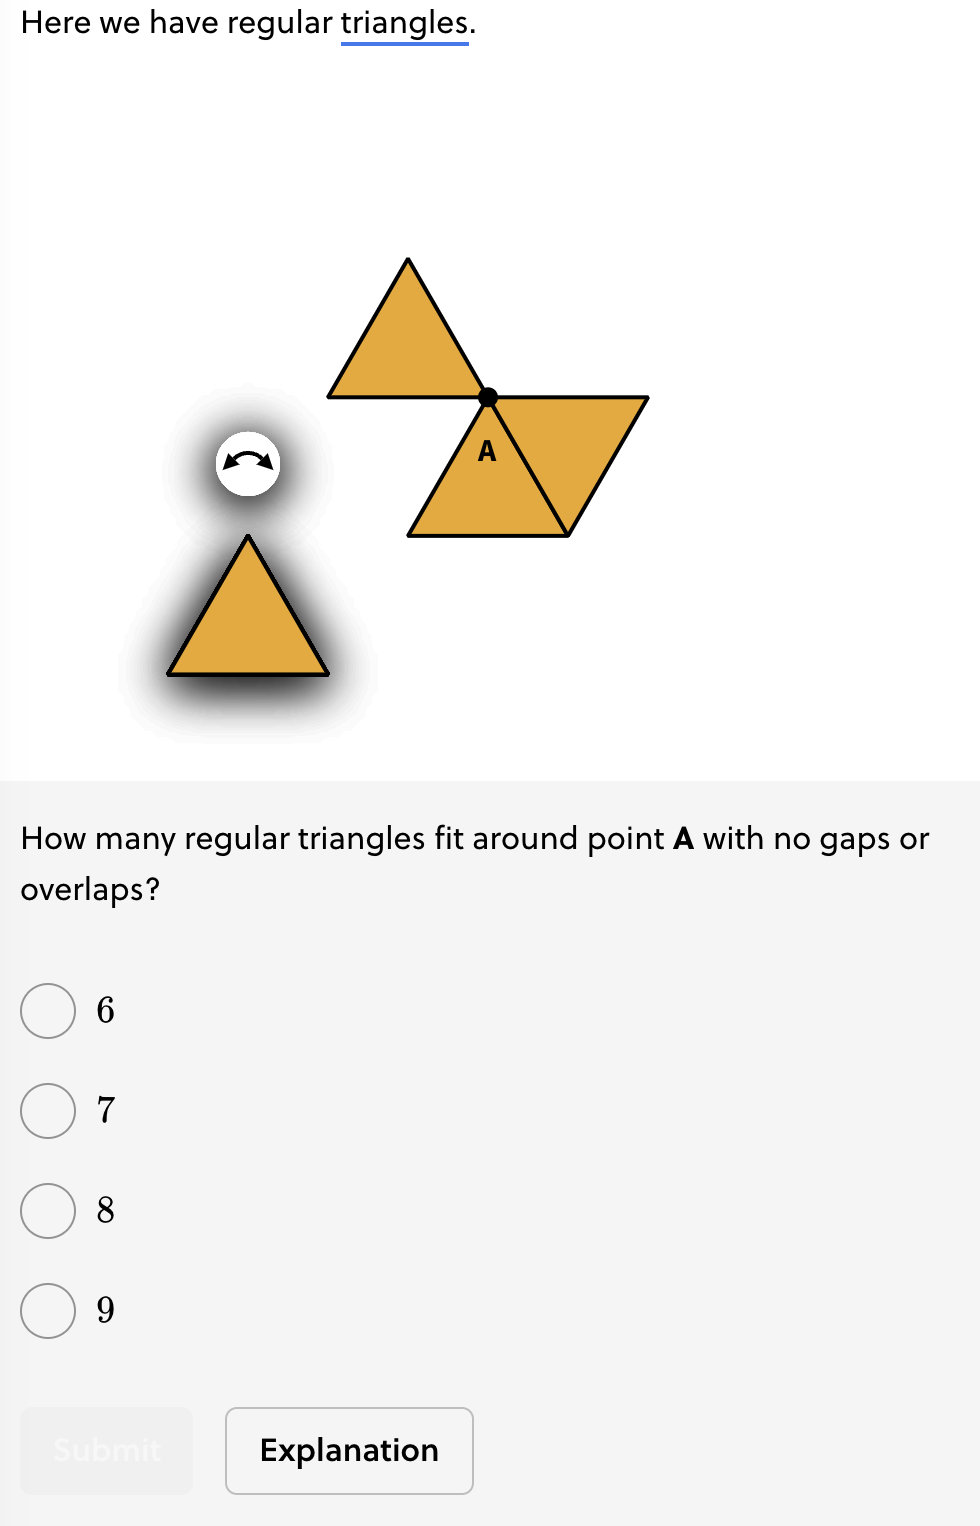 Here we have regular triangles.
A
How many regular triangles fit around point A with no gaps or
overlaps?
6
7
8
9
Submit
Explanation